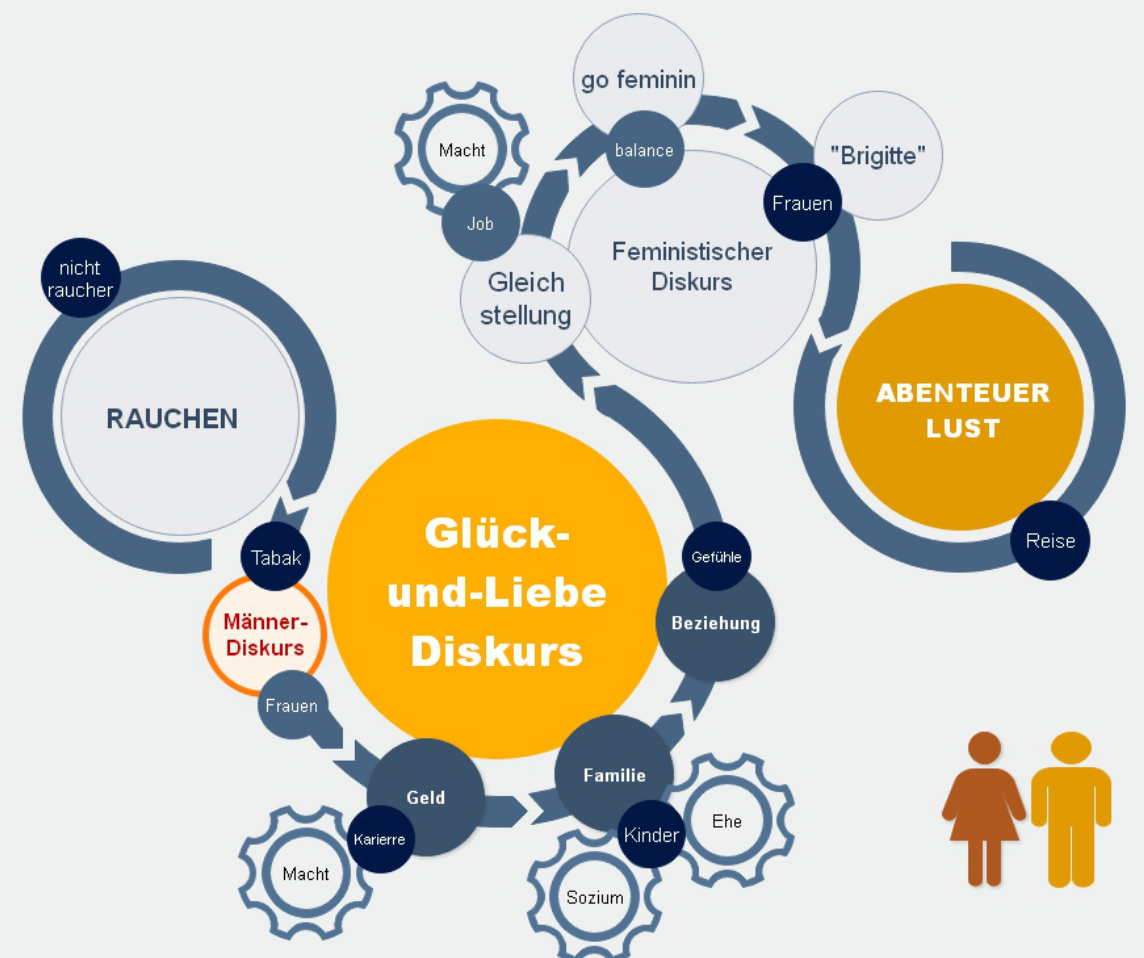 go feminin
Macht
balance
"Brigitte"
Frauen
Job
Feministischer
Diskurs
nicht
raucher
Gleich
stellung
RAUCHEN
ABENTEUER
LUST
Glück-
und-Liebe
Diskurs
Reise
Tabak
Gefühle
Männer-
Diskurs
Beziehung
Frauen
Familie
Geld
Kinder
Ehe
Karierre
Macht
Sozium